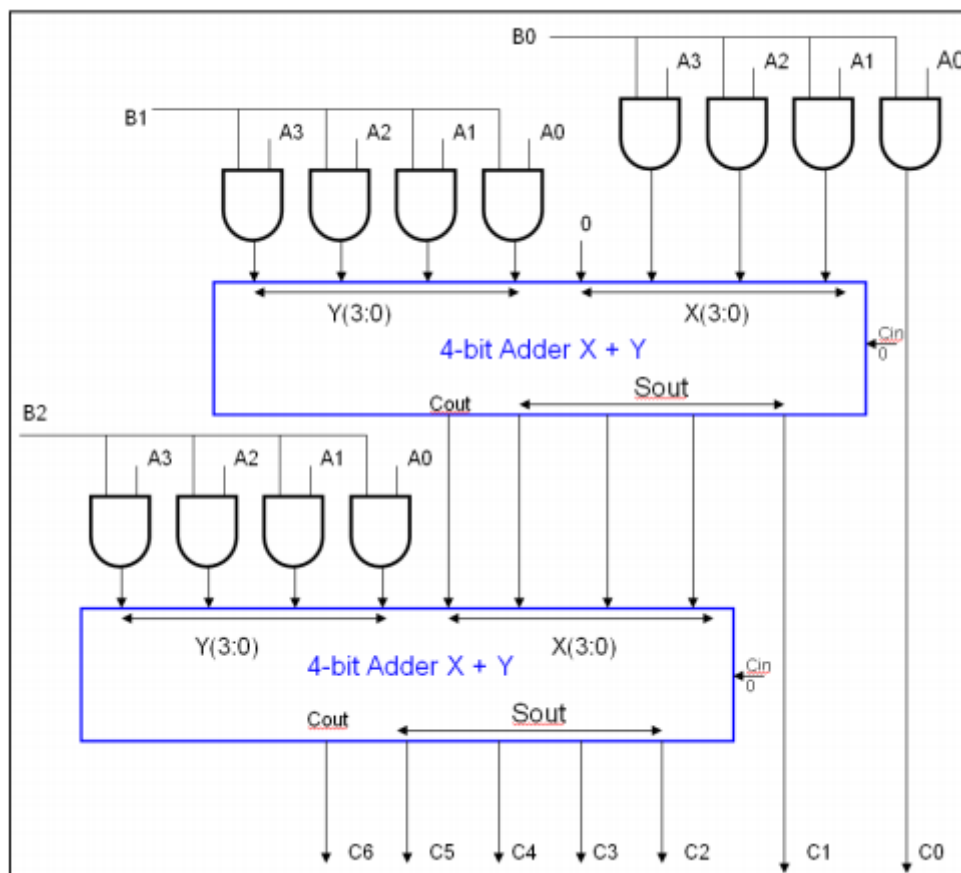 B0
A3 A2 A1 A0
B1
A3 A2 A1 A0
0
Y(3:0) X(3:0)
4-bit Adder X + Y
Cin
0
Cout Sout
B2
A3 A2 A1 A0
Y(3:0) X(3:0)
4-bit Adder X + Y
Cin
0
Cout Sout
C6 C5 C4 C3 C2 C1 C0